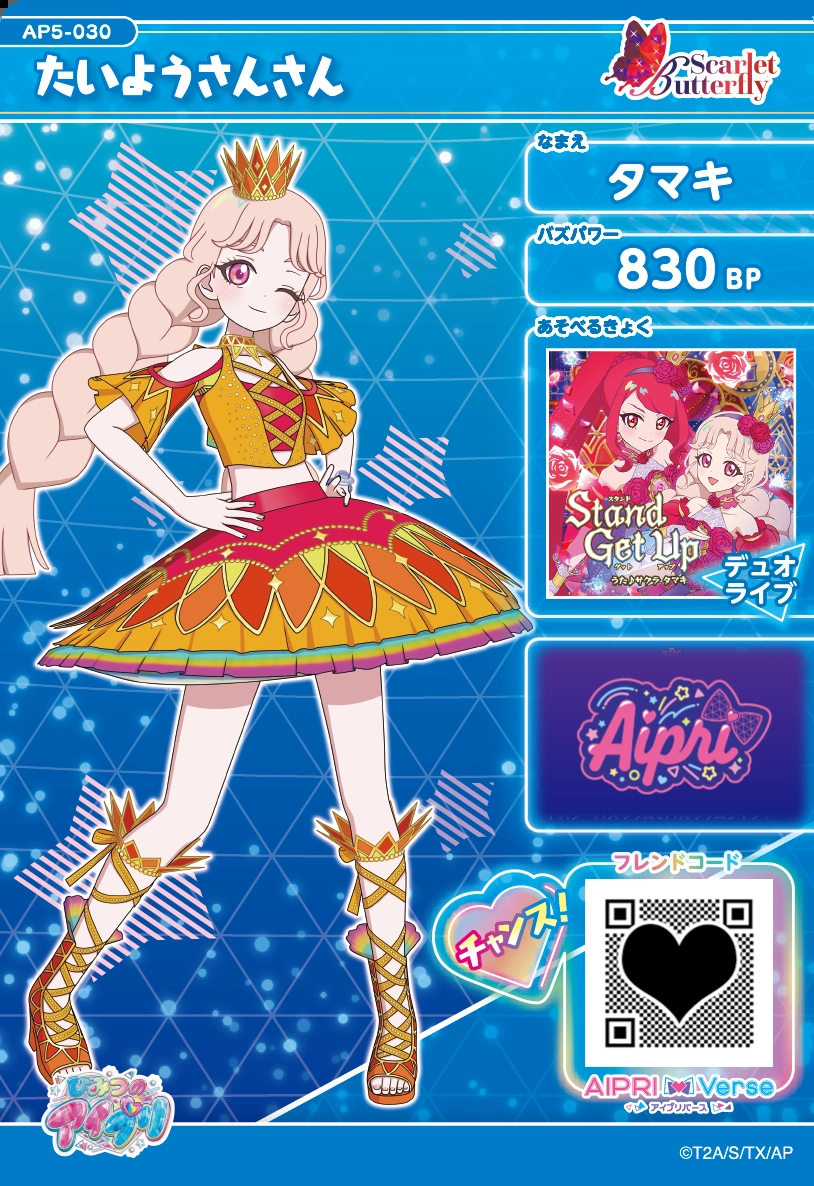 AP5-030
たいようさんさん
Scarlet
Butterfly
なまえ
タマキ
バズパワー
830 BP
あそべるきょく
スタンド
Stand
Get Up
ゲット アップ
うた♪サクラ タマキ
デュオ
ライブ
Aipri
フレンドコード
チャンス!
AIPRI Verse
アイプリバース
ひみつの
アイプリ
©T2A/S/TX/AP